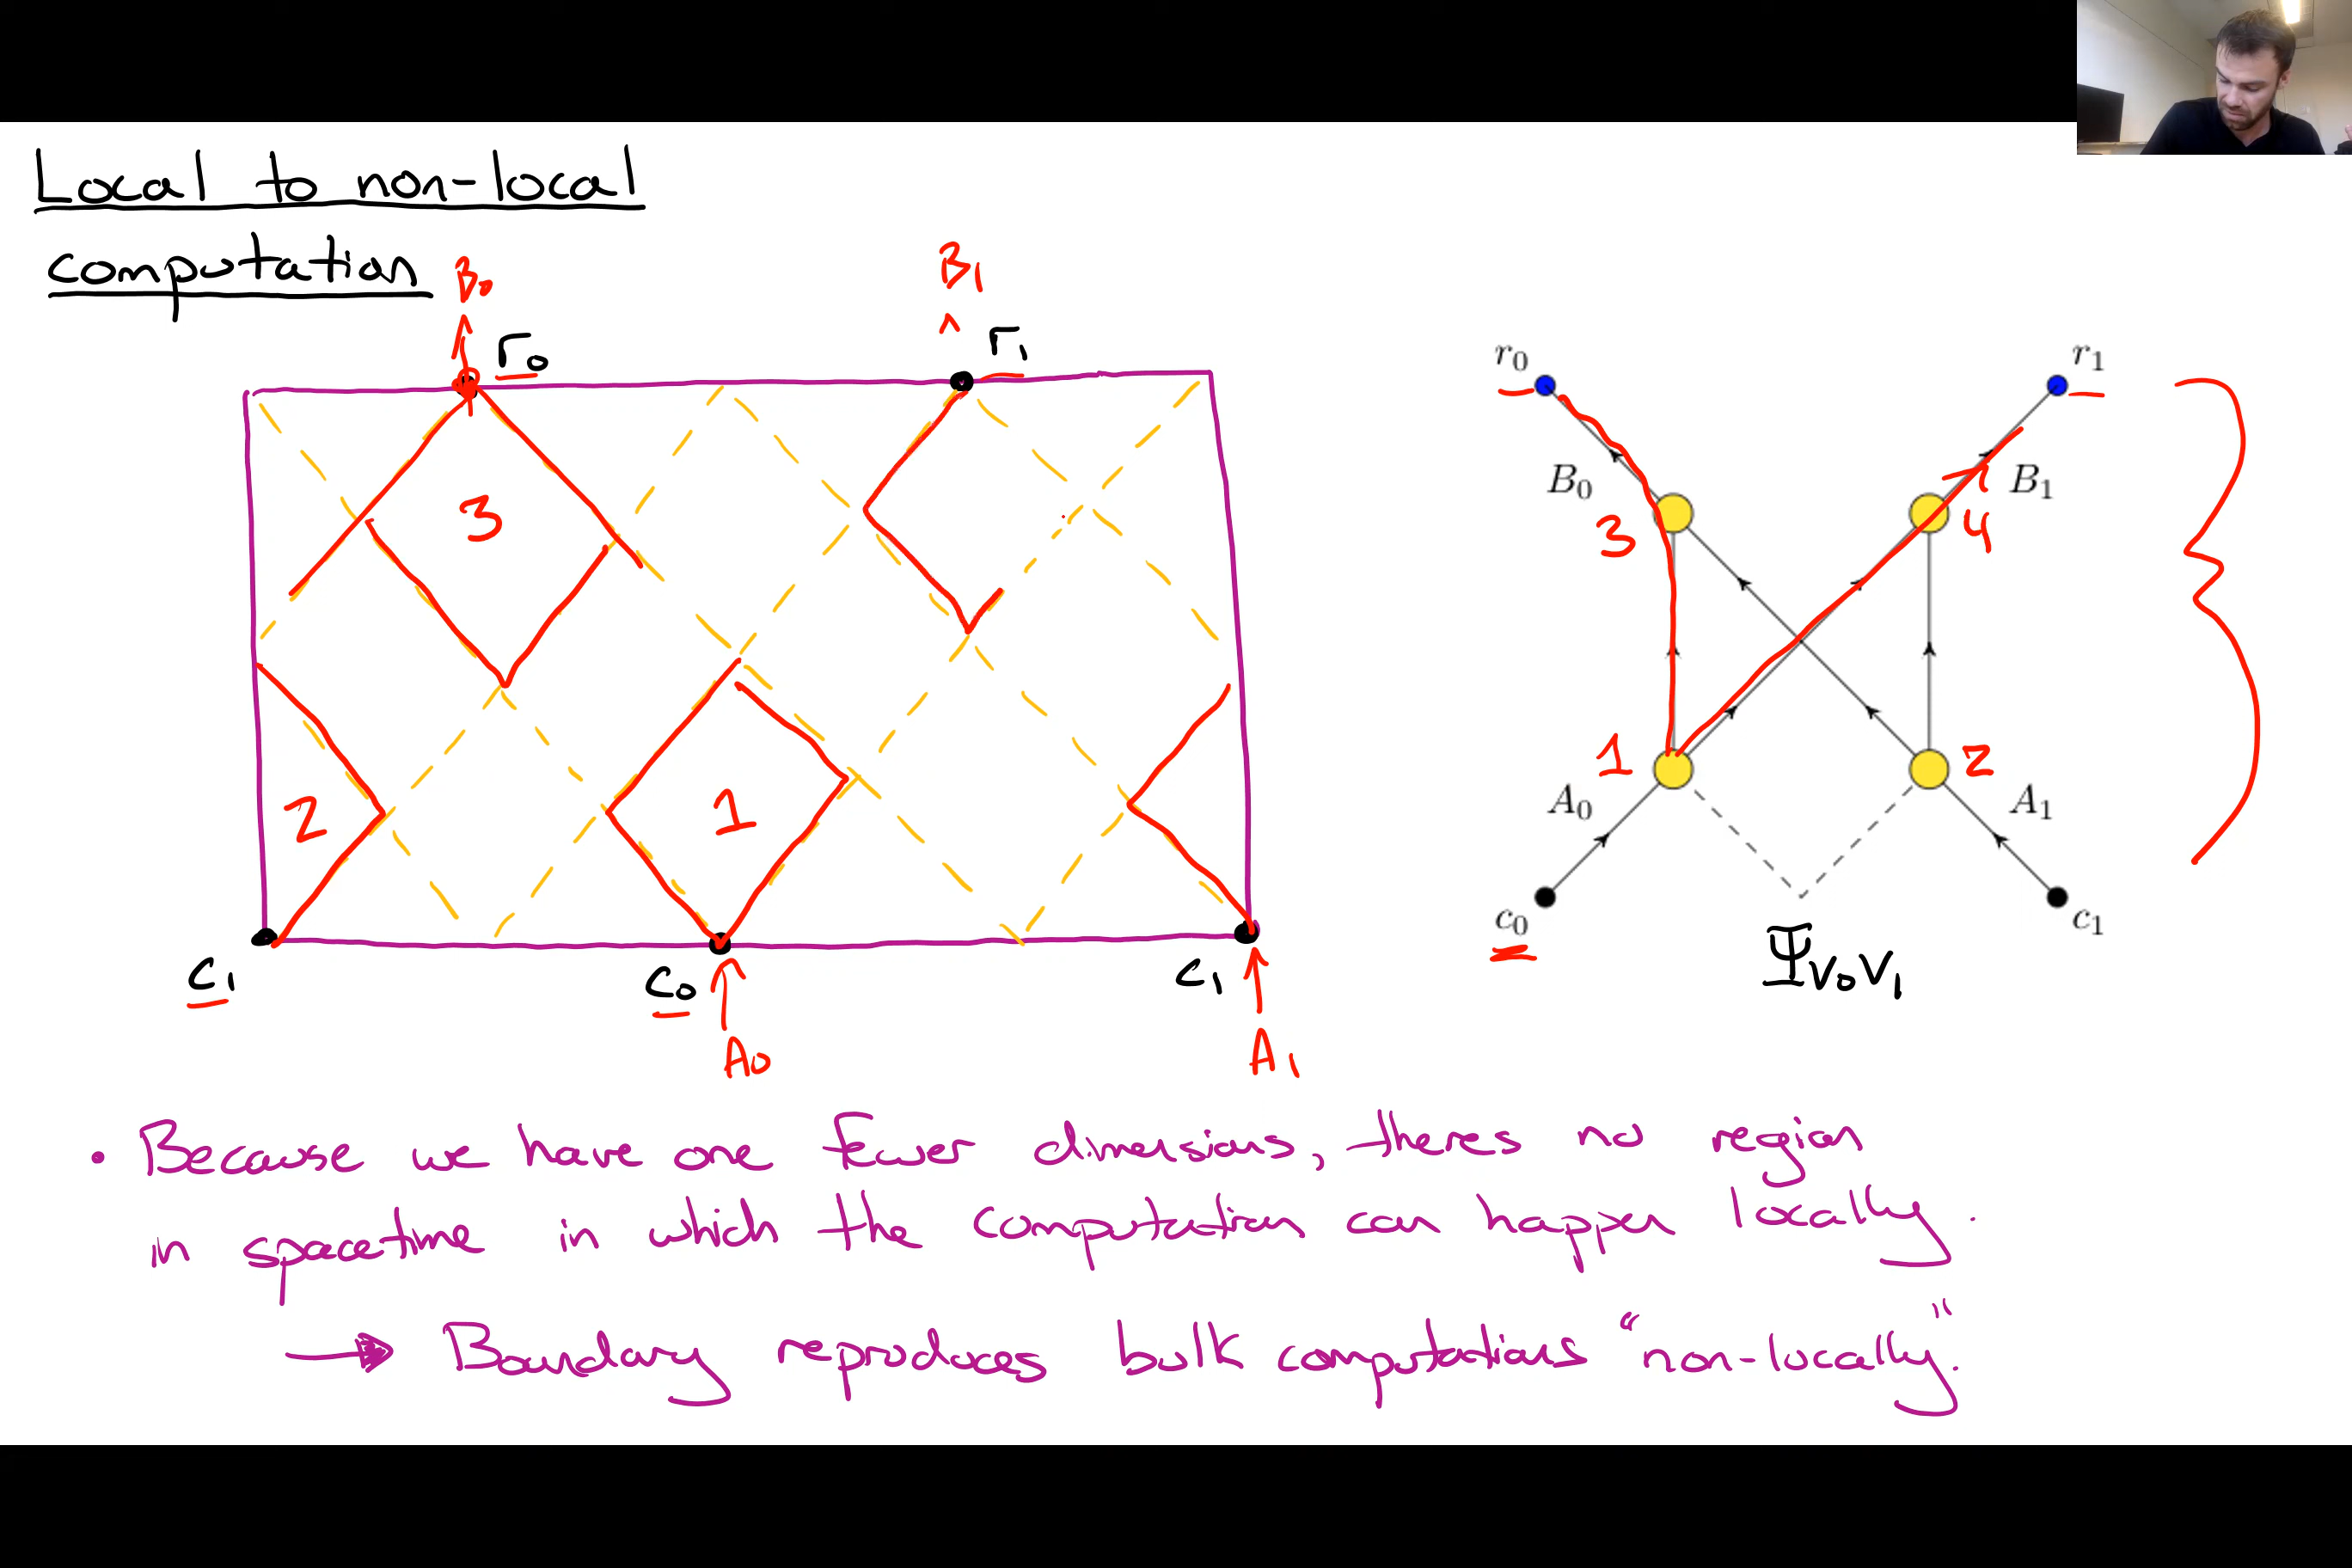 Local to non-local
computation
B₀
B₁
r₀
r₁
3
2
1
C₁
C₀
C₁
A₀
A₁
r₀
r₁
B₀
B₁
3
4
1
2
A₀
A₁
c₀
c₁
Ψ_V₀V₁
• Because we have one fewer dimensions, theres no region
in spacetime in which the computation can happen locally.
→ Boundary reproduces bulk computations "non-locally".